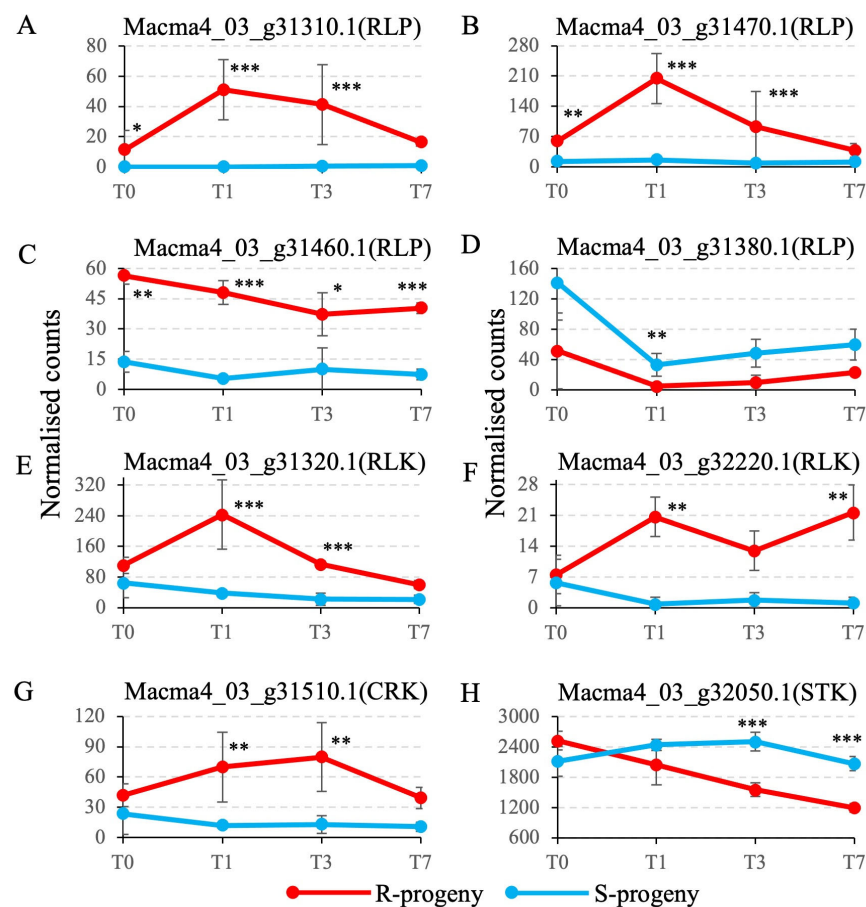 A
Macma4_03_g31310.1(RLP)
80
60
40
20
0
*
***
***
T0 T1 T3 T7
B
Macma4_03_g31470.1(RLP)
280
210
140
70
0
**
***
***
T0 T1 T3 T7
C
Macma4_03_g31460.1(RLP)
60
45
30
15
0
**
***
*
***
T0 T1 T3 T7
D
Macma4_03_g31380.1(RLP)
160
120
80
40
0
**
T0 T1 T3 T7
Normalised counts
Normalised counts
E
Macma4_03_g31320.1(RLK)
320
240
160
80
0
***
***
T0 T1 T3 T7
F
Macma4_03_g32220.1(RLK)
28
21
14
7
0
**
**
T0 T1 T3 T7
G
Macma4_03_g31510.1(CRK)
120
90
60
30
0
**
**
T0 T1 T3 T7
H
Macma4_03_g32050.1(STK)
3000
2400
1800
1200
600
***
***
T0 T1 T3 T7
R-progeny S-progeny